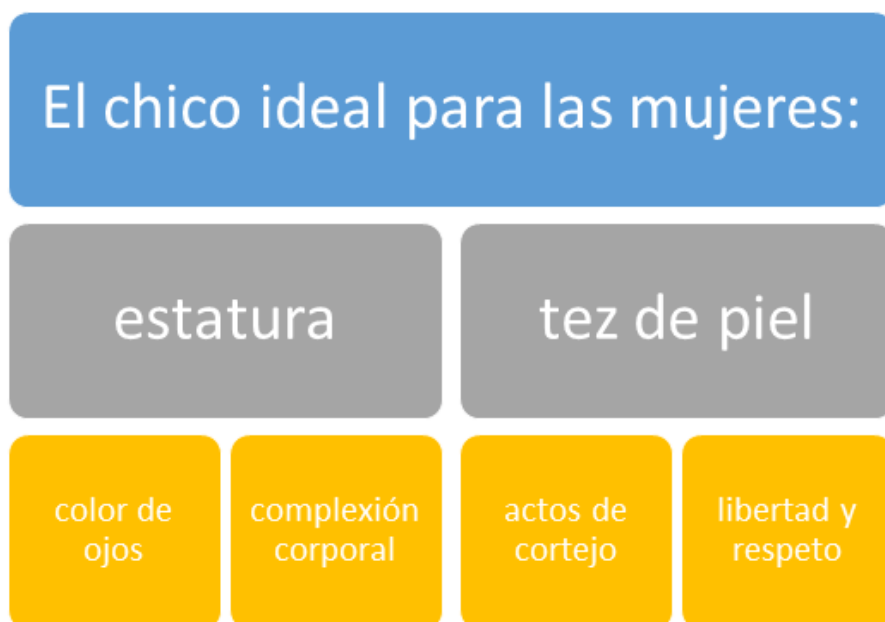 El chico ideal para las mujeres:
estatura
tez de piel
color de
ojos
complexión
corporal
actos de
cortejo
libertad y
respeto